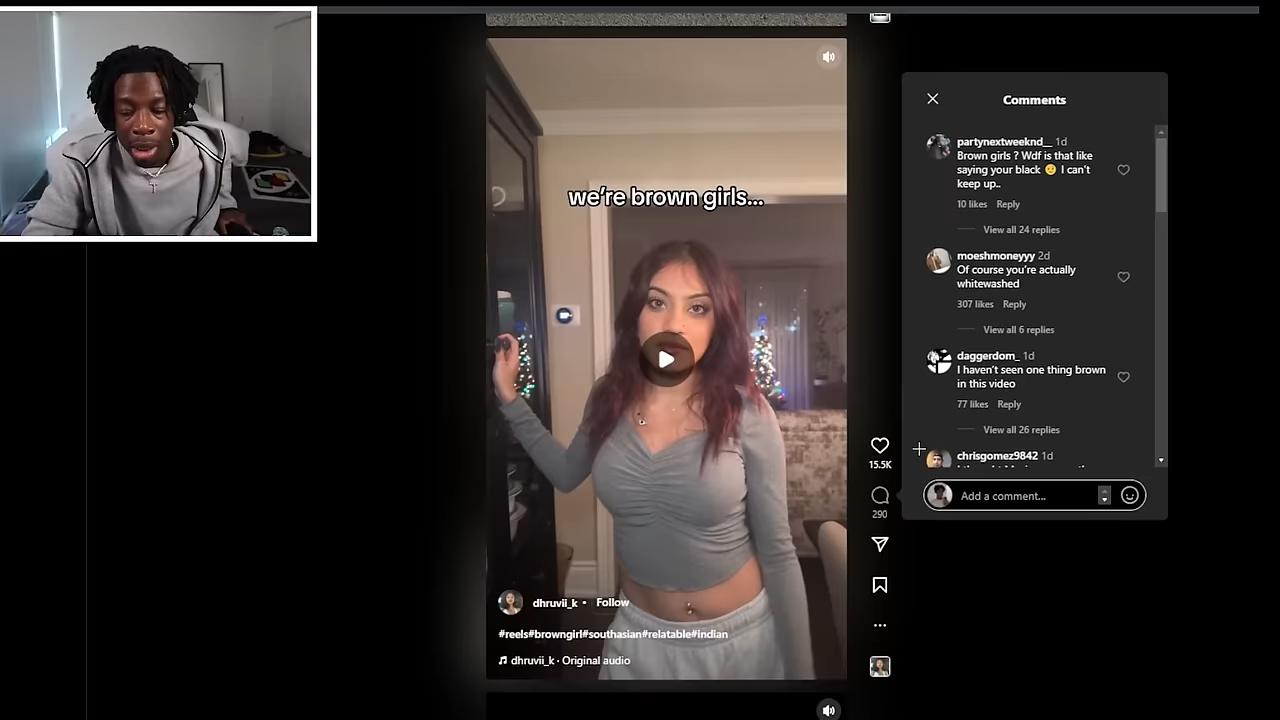 we're brown girls...
dhruvii_k • Follow
#reels#browngirl#southasian#relatable#indian
dhruvii_k · Original audio
15.5K
290
Comments
partynextweeknd__ 1d
Brown girls ? Wdf is that like
saying your black 🤨 I can't
keep up..
10 likes Reply
View all 24 replies
moeshmoneyyy 2d
Of course you're actually
whitewashed
307 likes Reply
View all 6 replies
daggerdom_ 1d
I haven't seen one thing brown
in this video
77 likes Reply
View all 26 replies
chrisgomez9842 1d
Add a comment...